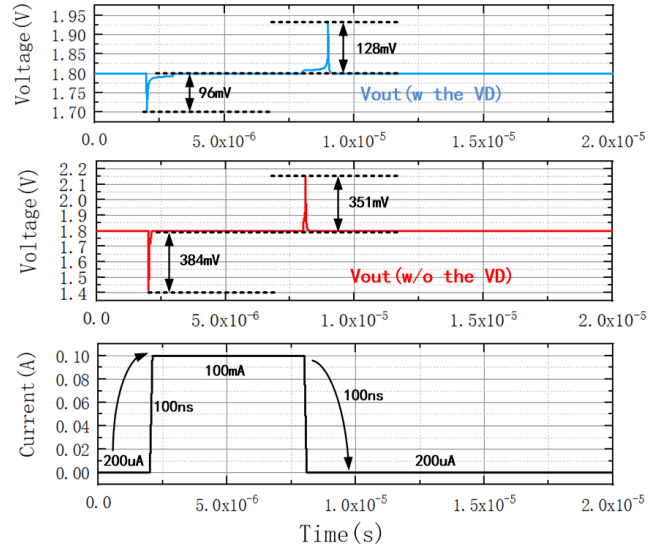 Voltage(V)
1.95
1.90
1.85
1.80
1.75
1.70
128mV
96mV
Vout(w the VD)
0.0 5.0x10⁻⁶ 1.0x10⁻⁵ 1.5x10⁻⁵ 2.0x10⁻⁵
Voltage(V)
2.2
2.1
2.0
1.9
1.8
1.7
1.6
1.5
1.4
351mV
384mV
Vout(w/o the VD)
0.0 5.0x10⁻⁶ 1.0x10⁻⁵ 1.5x10⁻⁵ 2.0x10⁻⁵
Current(A)
0.10
0.08
0.06
0.04
0.02
0.00
100mA
100ns
100ns
200uA
200uA
0.0 5.0x10⁻⁶ 1.0x10⁻⁵ 1.5x10⁻⁵ 2.0x10⁻⁵
Time(s)